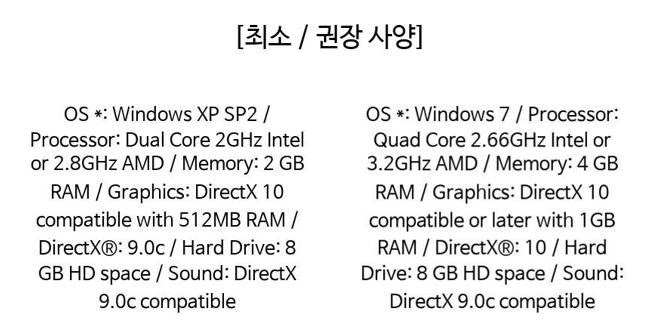 [최소 / 권장 사양]
OS *: Windows XP SP2 /
Processor: Dual Core 2GHz Intel
or 2.8GHz AMD / Memory: 2 GB
RAM / Graphics: DirectX 10
compatible with 512MB RAM /
DirectX®: 9.0c / Hard Drive: 8
GB HD space / Sound: DirectX
9.0c compatible
OS *: Windows 7 / Processor:
Quad Core 2.66GHz Intel or
3.2GHz AMD / Memory: 4 GB
RAM / Graphics: DirectX 10
compatible or later with 1GB
RAM / DirectX®: 10 / Hard
Drive: 8 GB HD space / Sound:
DirectX 9.0c compatible